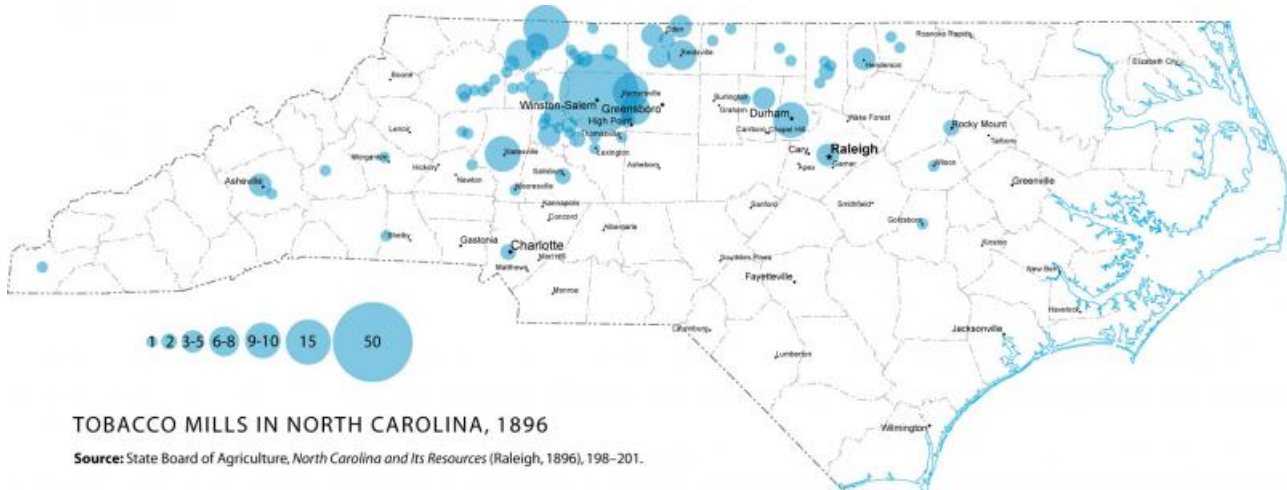 Eden
Roanoke Rapids
Reidsville
Elizabeth City
Henderson
Boone
Kernersville
Winston-Salem
Greensboro
Burlington
Graham
High Point
Durham
Wake Forest
Rocky Mount
Lenoir
Thomasville
Carrboro
Chapel Hill
Tarboro
Morganton
Statesville
Lexington
Cary
Raleigh
Hickory
Asheboro
Apex
Garner
Wilson
Newton
Salisbury
Asheville
Mooresville
Greenville
Kannapolis
Sanford
Smithfield
Concord
Goldsboro
Shelby
Albemarle
Gastonia
Charlotte
Kinston
Mint Hill
Matthews
Southern Pines
New Bern
Fayetteville
Monroe
Havelock
1 2 3-5 6-8 9-10 15 50
Laurinburg
Jacksonville
Lumberton
TOBACCO MILLS IN NORTH CAROLINA, 1896
Wilmington
Source: State Board of Agriculture, North Carolina and Its Resources (Raleigh, 1896), 198–201.